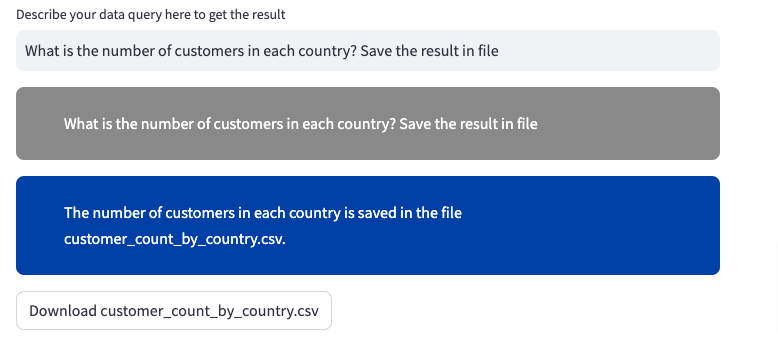 Describe your data query here to get the result
What is the number of customers in each country? Save the result in file
What is the number of customers in each country? Save the result in file
The number of customers in each country is saved in the file
customer_count_by_country.csv.
Download customer_count_by_country.csv